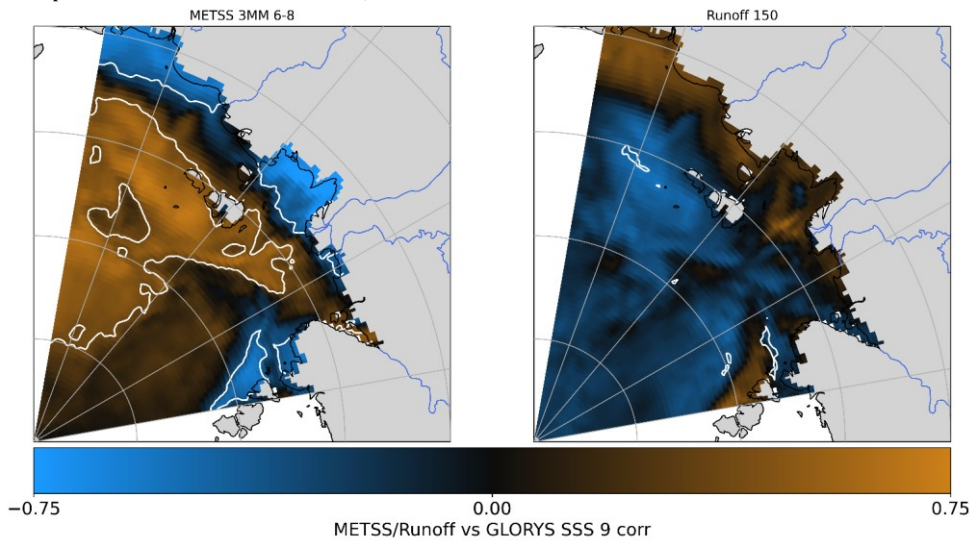 METSS 3MM 6-8
Runoff 150
−0.75
0.00
0.75
METSS/Runoff vs GLORYS SSS 9 corr